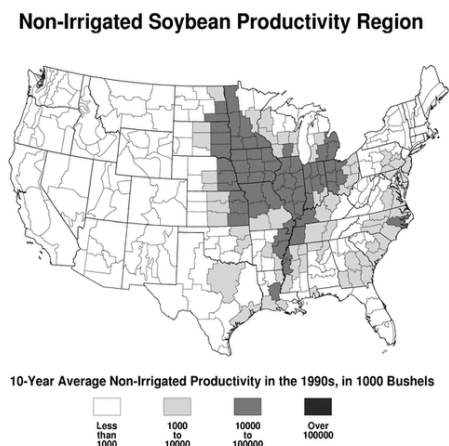 Non-Irrigated Soybean Productivity Region
10-Year Average Non-Irrigated Productivity in the 1990s, in 1000 Bushels
Less
than
1000
1000
to
10000
10000
to
100000
Over
100000